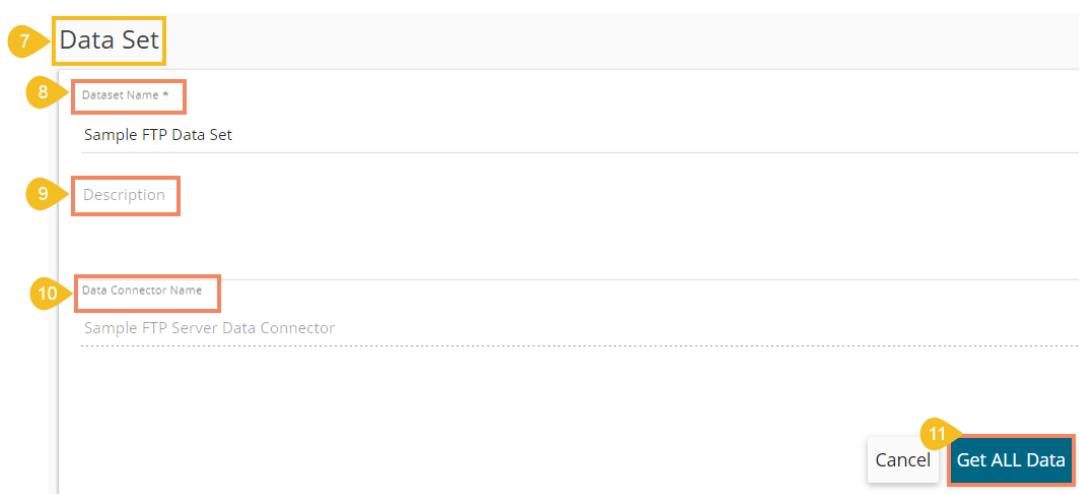 7 Data Set
8 Dataset Name *
Sample FTP Data Set
9 Description
10 Data Connector Name
Sample FTP Server Data Connector
11
Cancel Get ALL Data